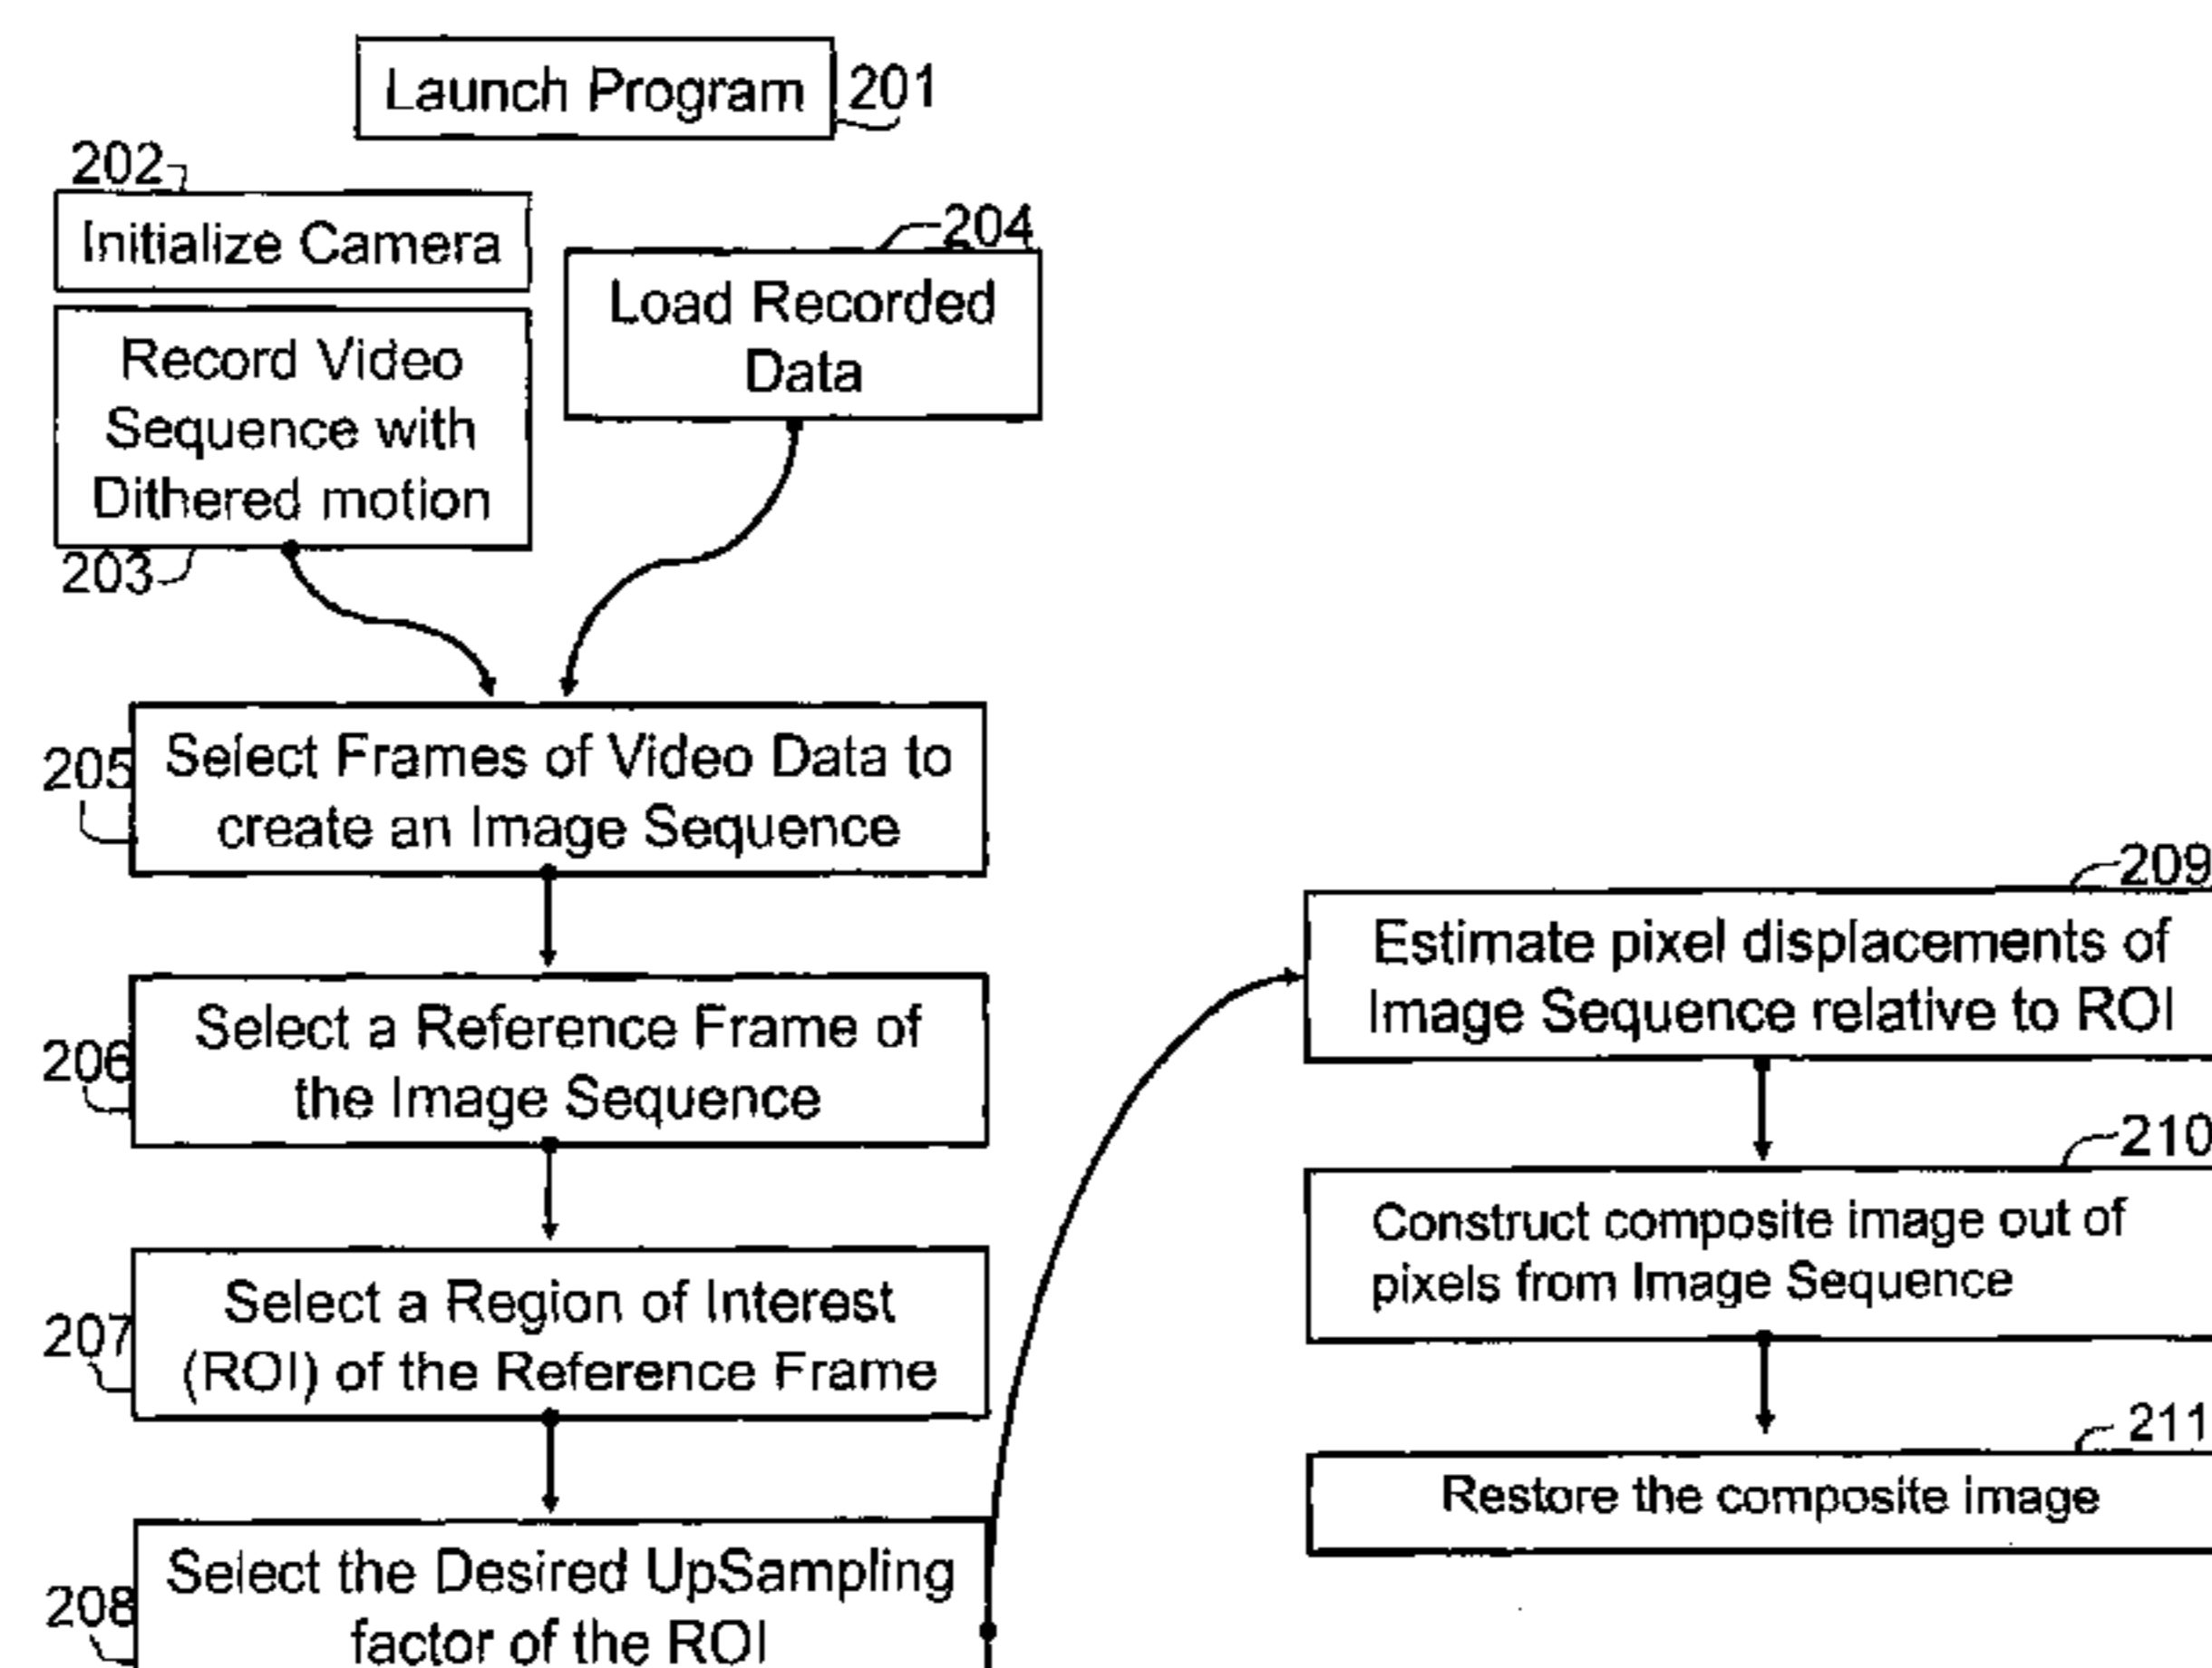 Launch Program
201
202
Initialize Camera
Record Video
Sequence with
Dithered motion
203
204
Load Recorded
Data
205
Select Frames of Video Data to
create an Image Sequence
206
Select a Reference Frame of
the Image Sequence
207
Select a Region of Interest
(ROI) of the Reference Frame
208
Select the Desired UpSampling
factor of the ROI
209
Estimate pixel displacements of
Image Sequence relative to ROI
210
Construct composite image out of
pixels from Image Sequence
211
Restore the composite image